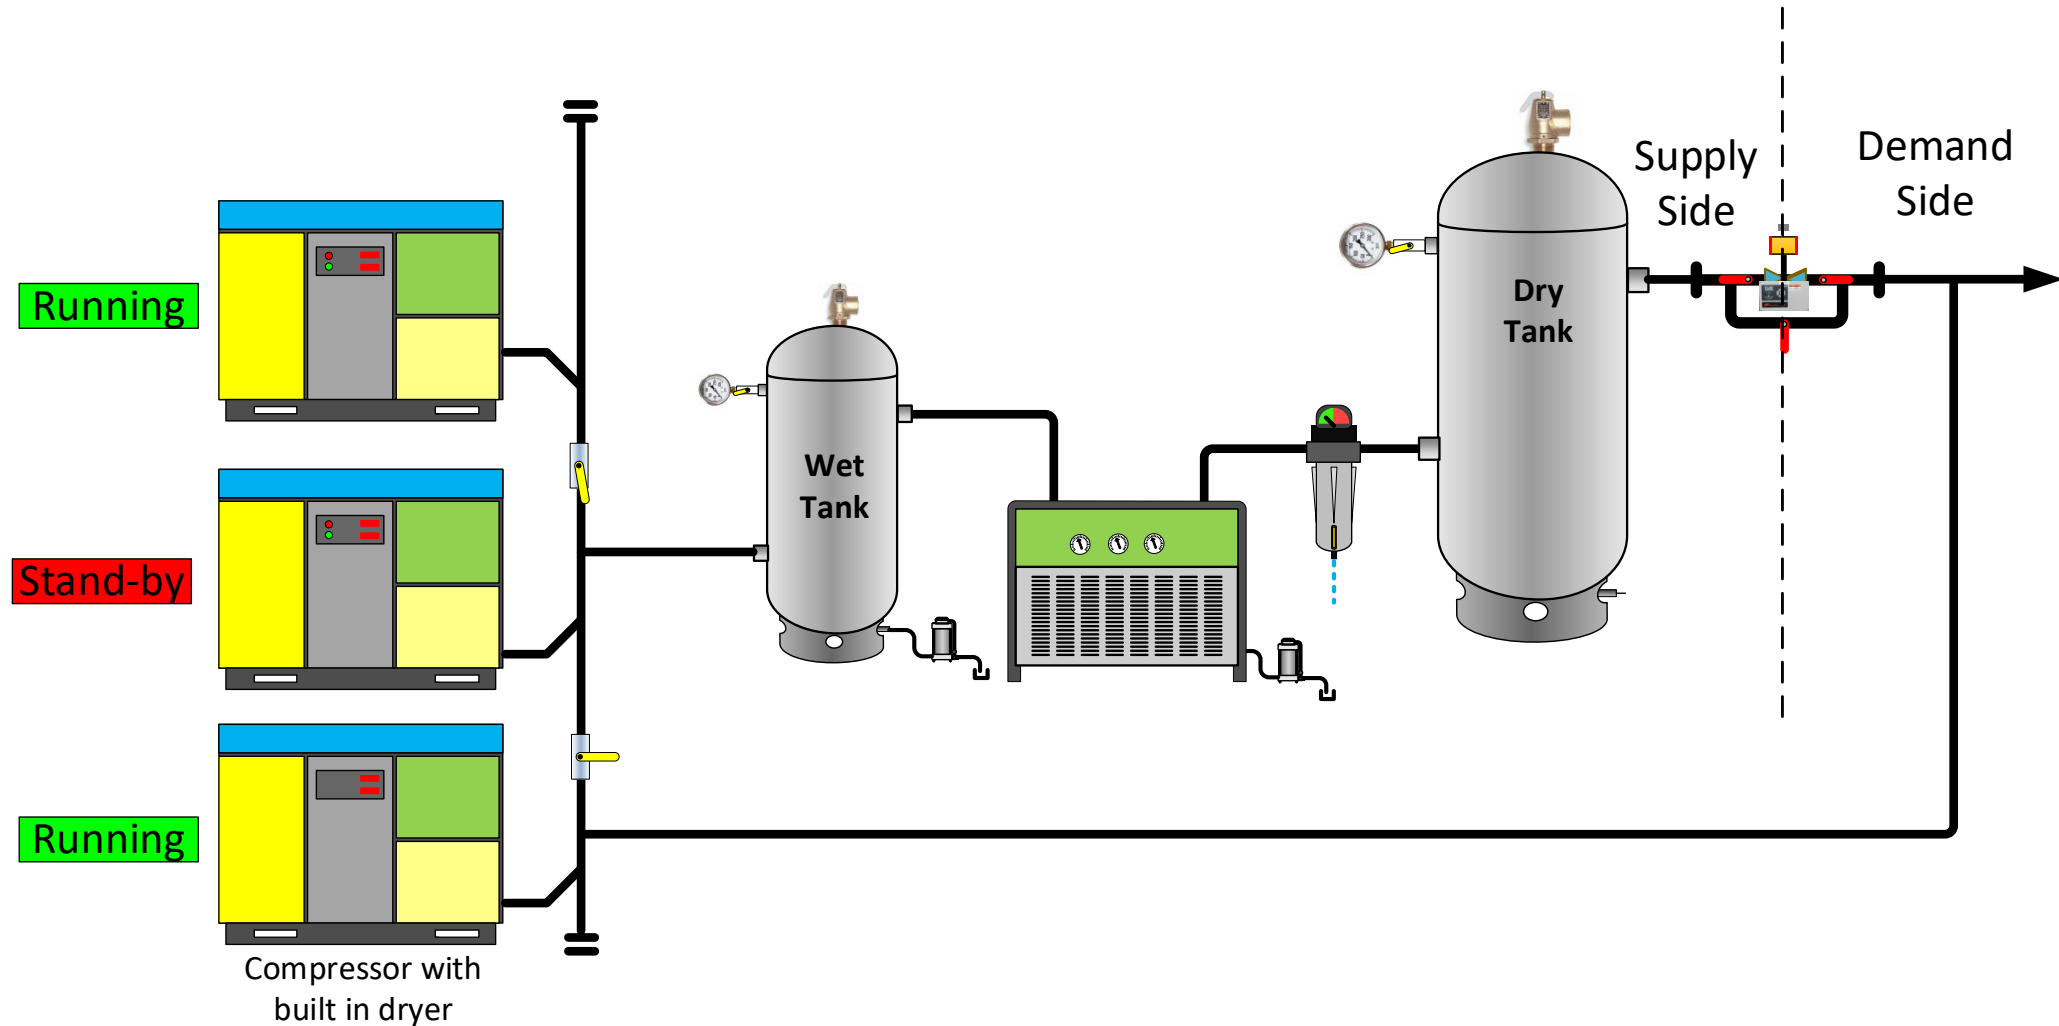 Supply
Side
Demand
Side
Running
Dry
Tank
Wet
Tank
Stand-by
Running
Compressor with
built in dryer